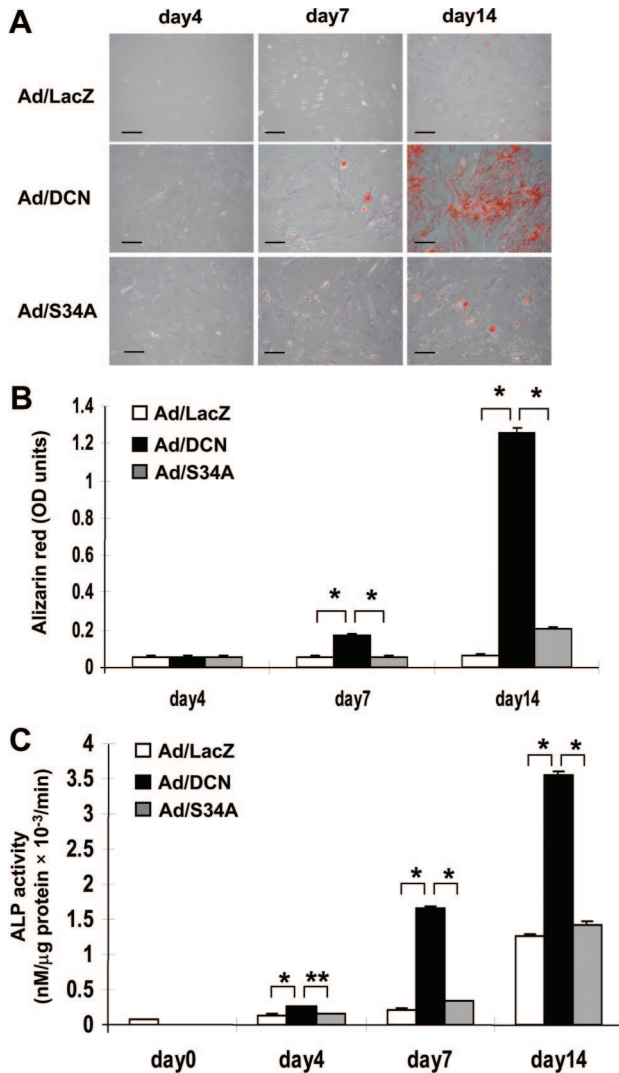 A
day4 day7 day14
Ad/LacZ
Ad/DCN
Ad/S34A
B
Alizarin red (OD units)
1.4
1.2
1
0.8
0.6
0.4
0.2
0
Ad/LacZ
Ad/DCN
Ad/S34A
* *
* *
day4 day7 day14
C
ALP activity
(nM/μg protein × 10-3/min)
4
3.5
3
2.5
2
1.5
1
0.5
0
Ad/LacZ
Ad/DCN
Ad/S34A
* *
* *
* **
day0 day4 day7 day14